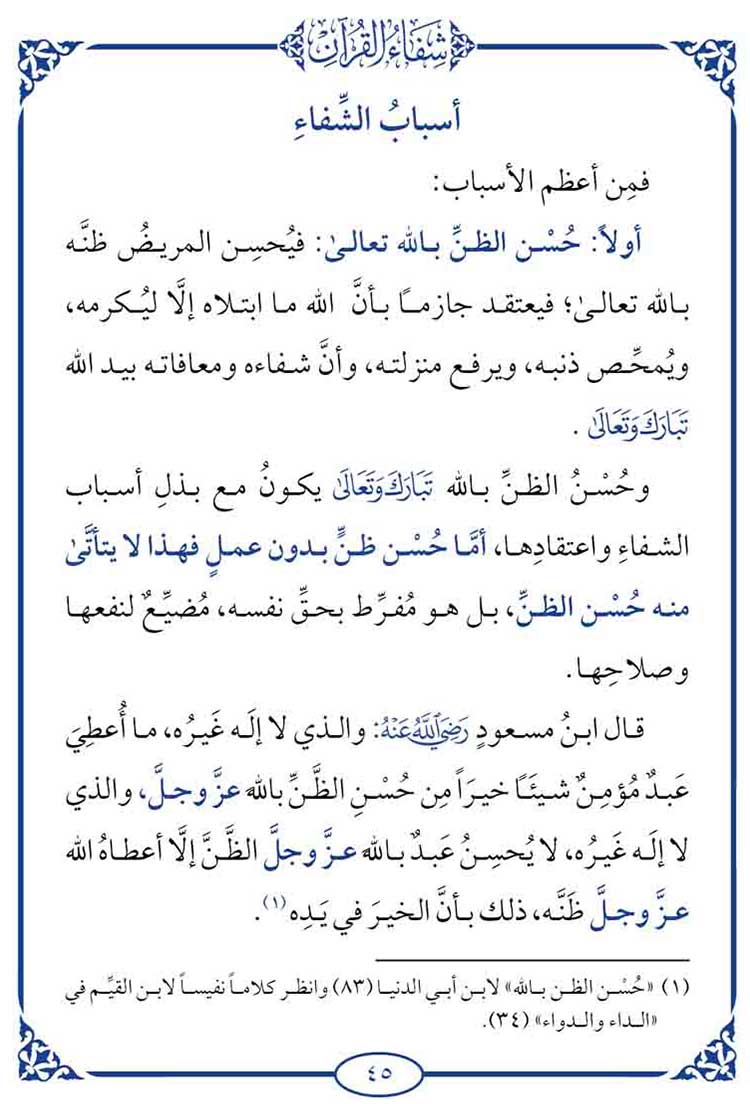 شِفَاءُ القُرْآنِ
أسبابُ الشِّفاءِ
فمِن أعظم الأسباب:
أولاً: حُسْن الظنِّ بالله تعالىٰ: فيُحسِن المريضُ ظنَّه
بالله تعالىٰ؛ فيعتقد جازماً بأنَّ الله ما ابتلاه إلَّا ليُكرمه،
ويُمحِّص ذنبه، ويرفع منزلته، وأنَّ شفاءه ومعافاته بيد الله
تَبَارَكَ وَتَعَالَىٰ .
وحُسْنُ الظنِّ بالله تَبَارَكَ وَتَعَالَىٰ يكونُ مع بذلِ أسباب
الشفاءِ واعتقادِها، أمَّا حُسْن ظنٍّ بدون عملٍ فهذا لا يتأتَّىٰ
منه حُسْن الظنِّ، بل هو مُفرِّط بحقِّ نفسه، مُضيِّعٌ لنفعها
وصلاحِها.
قال ابنُ مسعودٍ رَضِيَ ٱللَّهُ عَنْهُ: والذي لا إلَه غَيرُه، ما أُعطِيَ
عَبدٌ مُؤمِنٌ شيئَاً خيرَاً مِن حُسْنِ الظَّنِّ بالله عزَّ وجلَّ، والذي
لا إلَه غَيرُه، لا يُحسِنُ عَبدٌ بالله عزَّ وجلَّ الظَّنَّ إلَّا أعطاهُ الله
عزَّ وجلَّ ظَنَّه، ذلك بأنَّ الخيرَ في يَدِه(١).
(١) «حُسْن الظن بالله» لابن أبي الدنيا (٨٣) وانظر كلاماً نفيساً لابن القيِّم في
«الداء والدواء» (٣٤).
٤٥